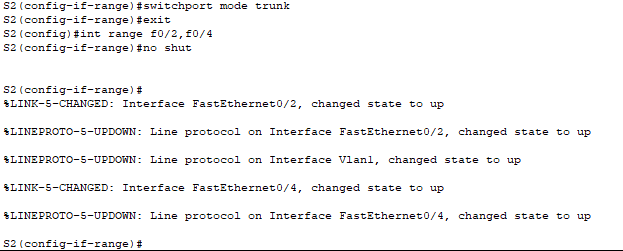 S2(config-if-range)#switchport mode trunk
S2(config-if-range)#exit
S2(config)#int range f0/2,f0/4
S2(config-if-range)#no shut
S2(config-if-range)#
%LINK-5-CHANGED: Interface FastEthernet0/2, changed state to up
%LINEPROTO-5-UPDOWN: Line protocol on Interface FastEthernet0/2, changed state to up
%LINEPROTO-5-UPDOWN: Line protocol on Interface Vlan1, changed state to up
%LINK-5-CHANGED: Interface FastEthernet0/4, changed state to up
%LINEPROTO-5-UPDOWN: Line protocol on Interface FastEthernet0/4, changed state to up
S2(config-if-range)#